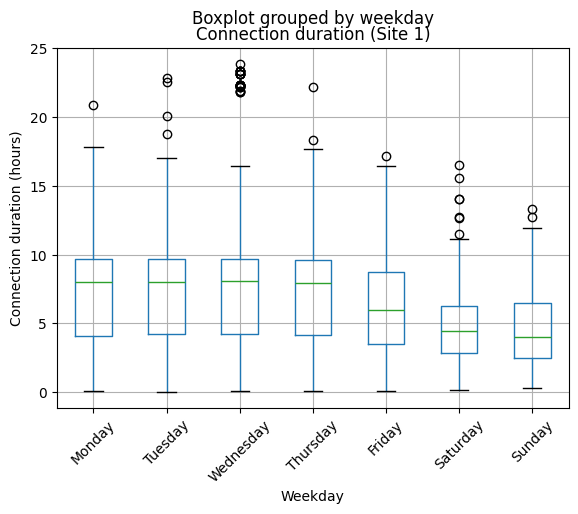 Boxplot grouped by weekday
Connection duration (Site 1)
Connection duration (hours)
25
20
15
10
5
0
Monday
Tuesday
Wednesday
Thursday
Friday
Saturday
Sunday
Weekday